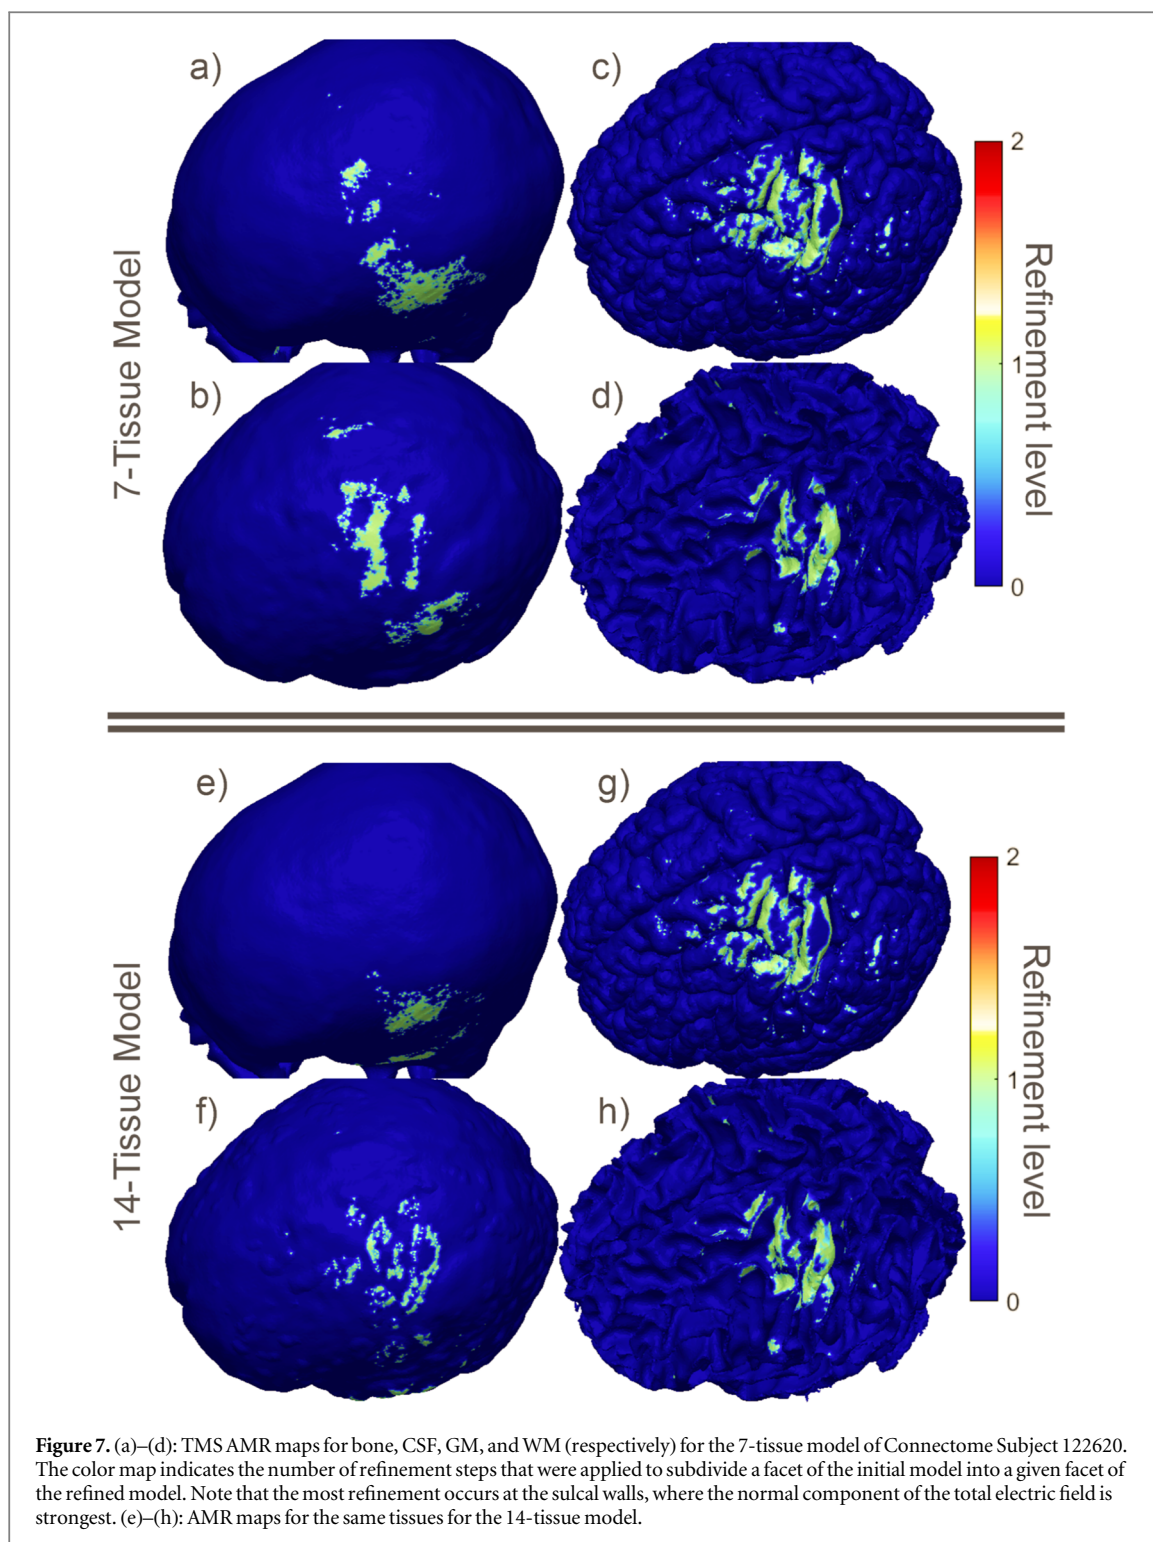 a)
c)
7-Tissue Model
2
1
0
Refinement level
b)
d)
e)
g)
14-Tissue Model
2
1
0
Refinement level
f)
h)
Figure 7. (a)–(d): TMS AMR maps for bone, CSF, GM, and WM (respectively) for the 7-tissue model of Connectome Subject 122620.
The color map indicates the number of refinement steps that were applied to subdivide a facet of the initial model into a given facet of
the refined model. Note that the most refinement occurs at the sulcal walls, where the normal component of the total electric field is
strongest. (e)–(h): AMR maps for the same tissues for the 14-tissue model.